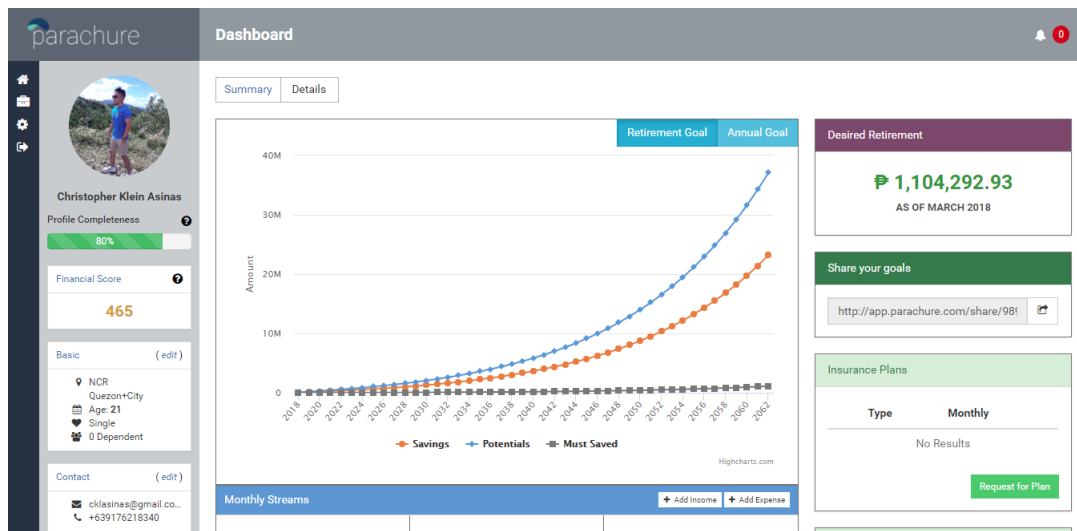 parachure
Dashboard
0
Christopher Klein Asinas
Profile Completeness
80%
Financial Score
465
Basic
(edit)
NCR
Quezon+City
Age: 21
Single
0 Dependent
Contact
(edit)
cklasinas@gmail.co...
+639176218340
Summary
Details
Retirement Goal
Annual Goal
Amount
40M
30M
20M
10M
0
2018 2020 2022 2024 2026 2028 2030 2032 2034 2036 2038 2040 2042 2044 2046 2048 2050 2052 2054 2056 2058 2060 2062
Savings Potentials Must Saved
Highcharts.com
Monthly Streams
+ Add Income
+ Add Expense
Desired Retirement
₱ 1,104,292.93
AS OF MARCH 2018
Share your goals
http://app.parachure.com/share/989
Insurance Plans
Type Monthly
No Results
Request for Plan